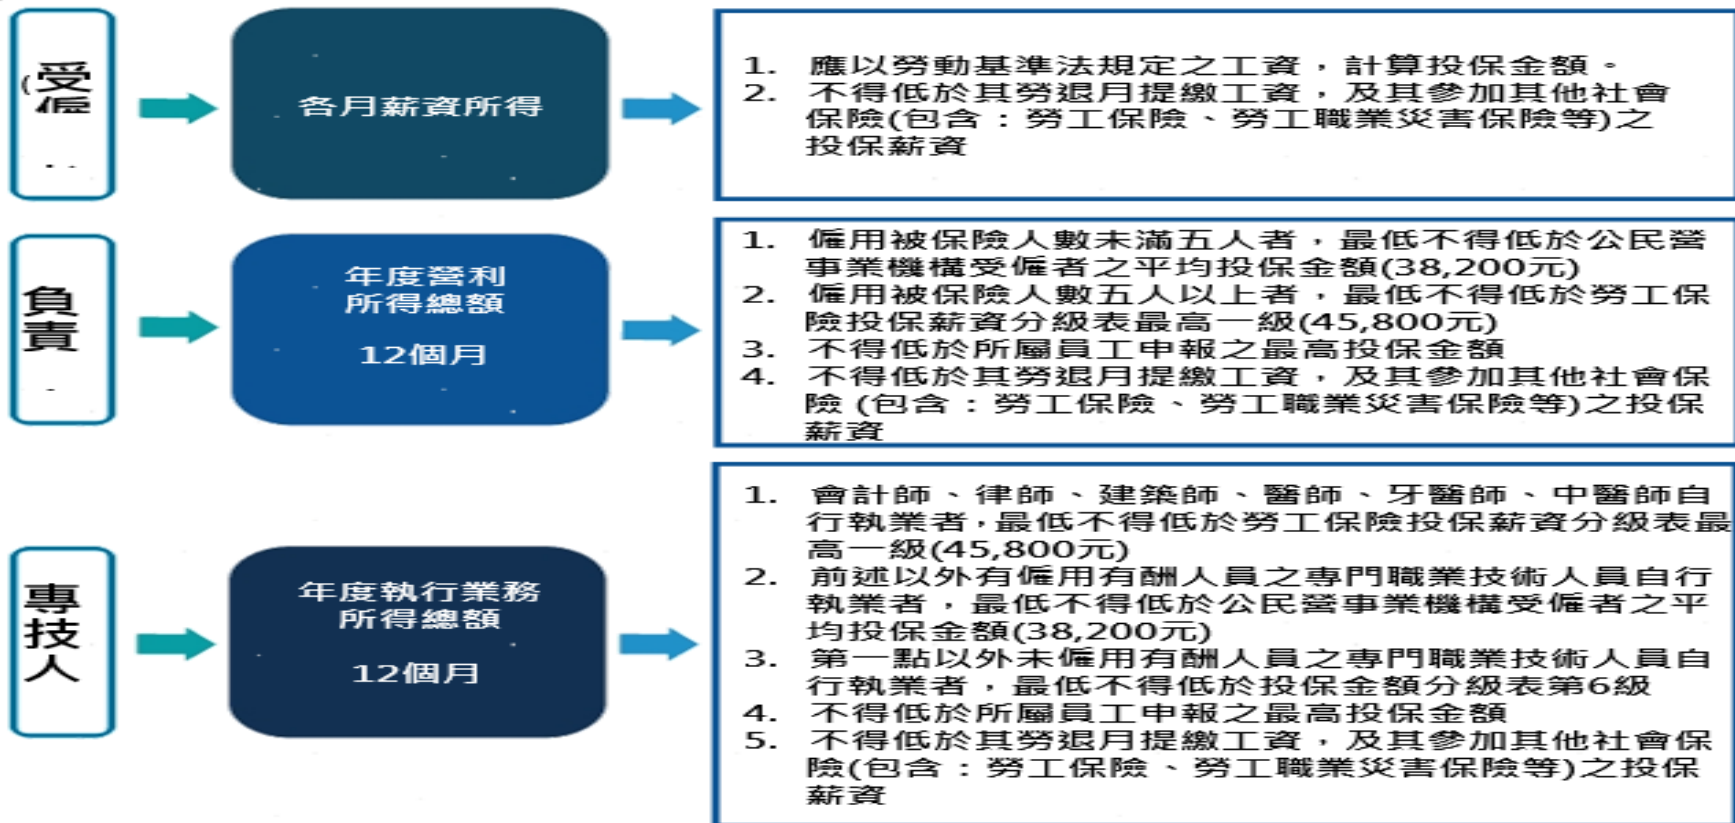 (受
僱
各月薪資所得
1. 應以勞動基準法規定之工資，計算投保金額。
2. 不得低於其勞退月提繳工資，及其參加其他社會
保險(包含：勞工保險、勞工職業災害保險等)之
投保薪資
負
責
年度營利
所得總額
12個月
1. 僱用被保險人數未滿五人者，最低不得低於公民營
事業機構受僱者之平均投保金額(38,200元)
2. 僱用被保險人數五人以上者，最低不得低於勞工保
險投保薪資分級表最高一級(45,800元)
3. 不得低於所屬員工申報之最高投保金額
4. 不得低於其勞退月提繳工資，及其參加其他社會保
險 (包含：勞工保險、勞工職業災害保險等)之投保
薪資
專
技
人
年度執行業務
所得總額
12個月
1. 會計師、律師、建築師、醫師、牙醫師、中醫師自
行執業者，最低不得低於勞工保險投保薪資分級表最
高一級(45,800元)
2. 前述以外有僱用有酬人員之專門職業技術人員自行
執業者，最低不得低於公民營事業機構受僱者之平
均投保金額(38,200元)
3. 第一點以外未僱用有酬人員之專門職業技術人員自
行執業者，最低不得低於投保金額分級表第6級
4. 不得低於所屬員工申報之最高投保金額
5. 不得低於其勞退月提繳工資，及其參加其他社會保
險(包含：勞工保險、勞工職業災害保險等)之投保
薪資